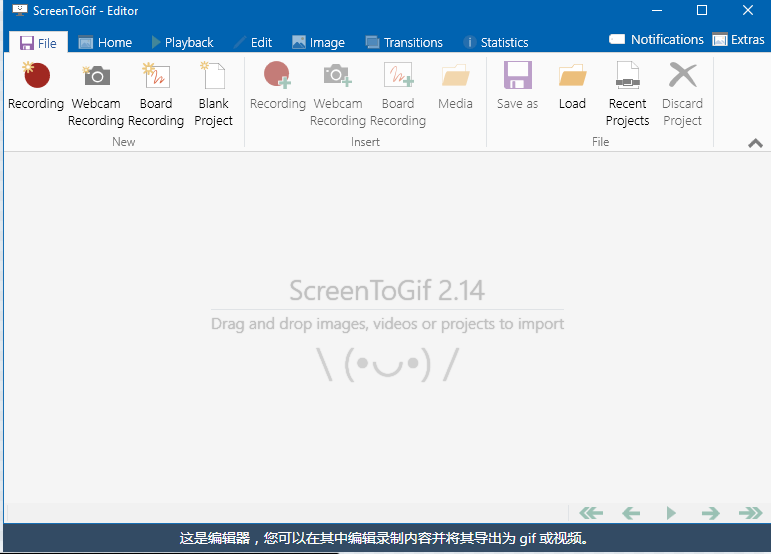 ScreenToGif - Editor
File Home Playback Edit Image Transitions Statistics Notifications Extras
Recording Webcam Recording Board Recording Blank Project Recording Webcam Recording Board Recording Media Save as Load Recent Projects Discard Project
New Insert File
ScreenToGif 2.14
Drag and drop images, videos or projects to import
\ (•◡•) /
这是编辑器，您可以在其中编辑录制内容并将其导出为 gif 或视频。